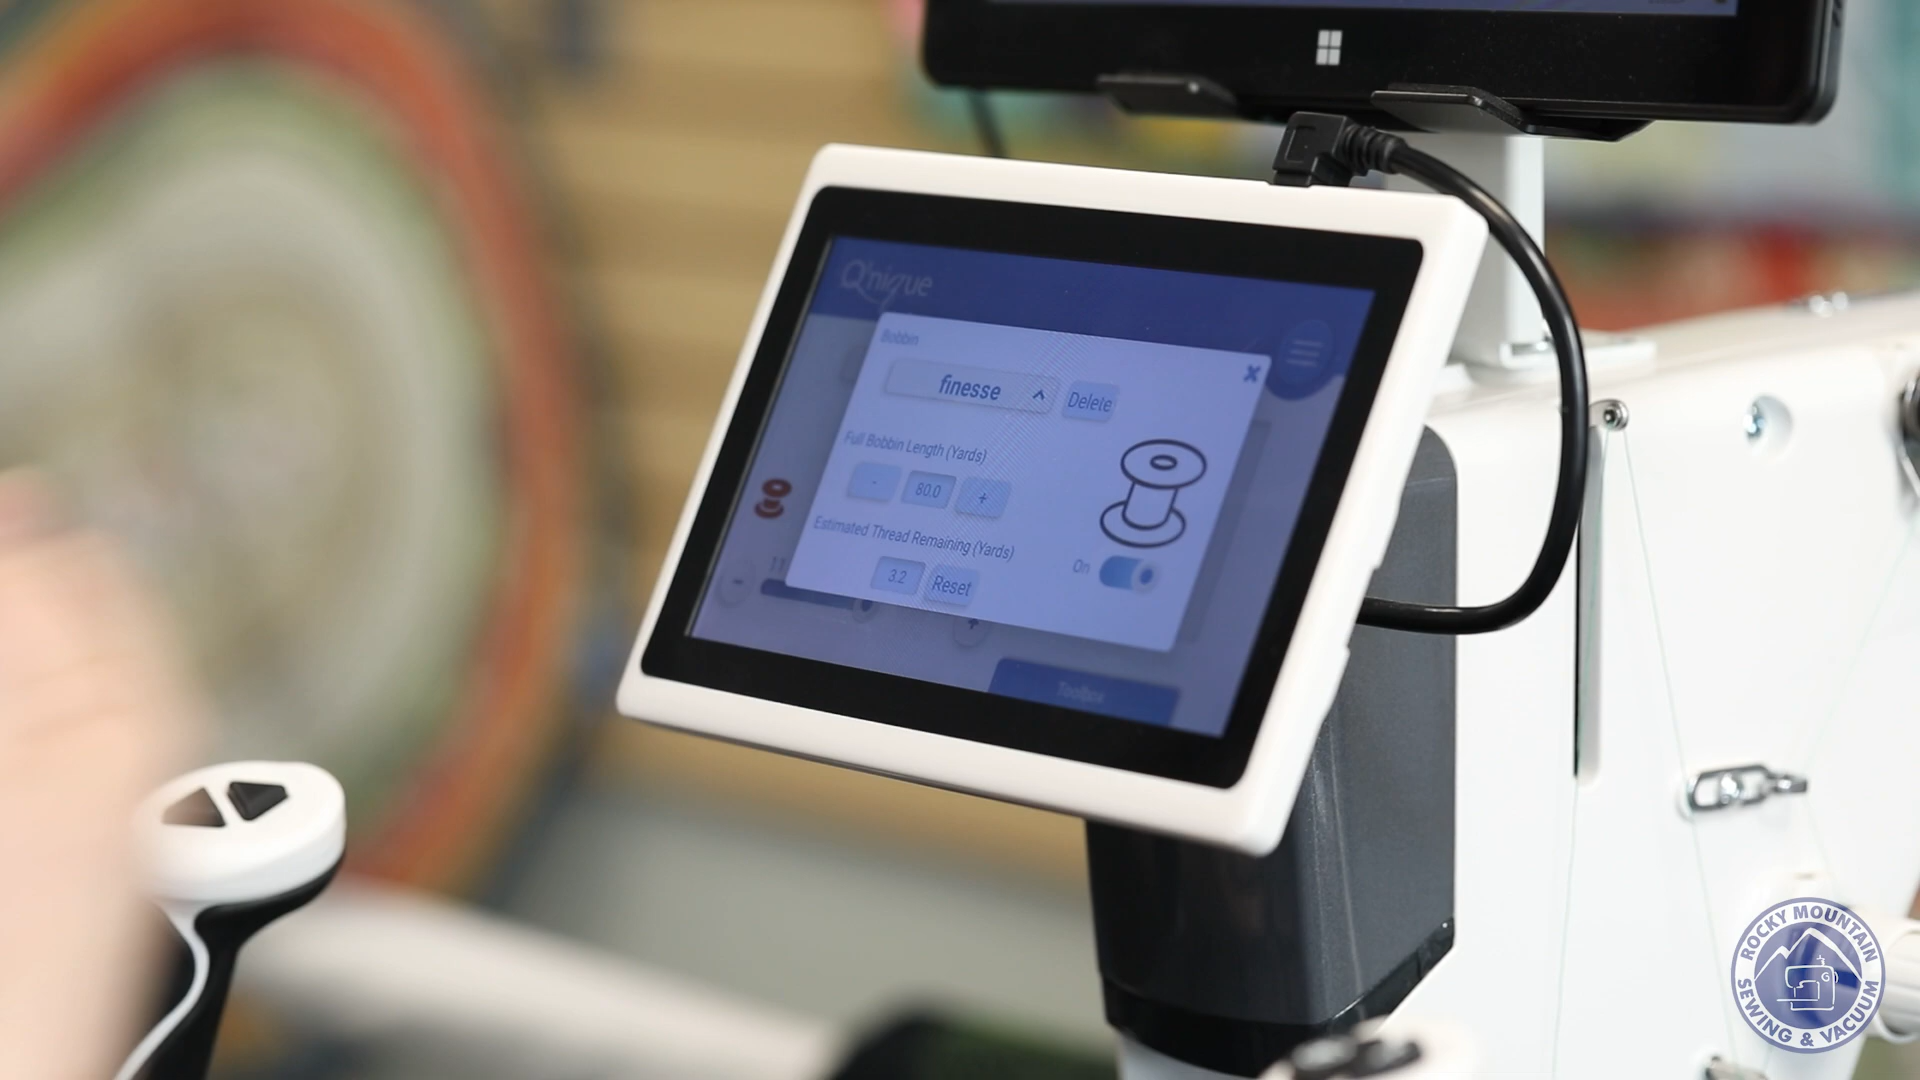 Q'nique
Bobbin
finesse
Delete
Full Bobbin Length (Yards)
- 80.0 +
Estimated Thread Remaining (Yards)
3.2 Reset
On
- +
Toolbox
ROCKY MOUNTAIN
SEWING & VACUUM